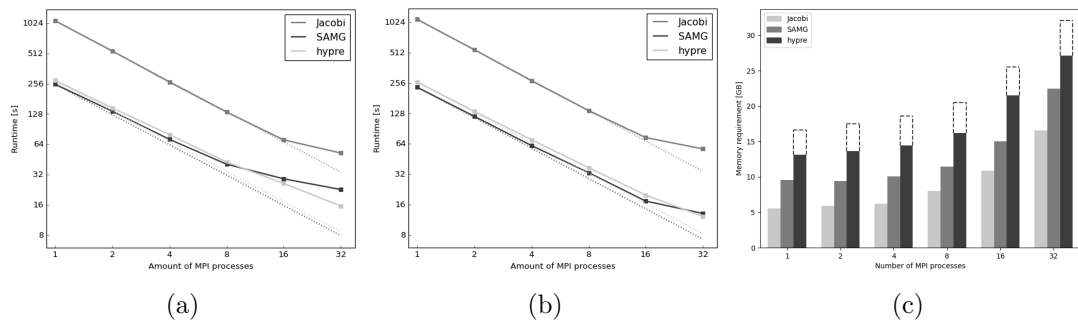 1024
512
256
128
64
32
16
8
Runtime [s]
1 2 4 8 16 32
Amount of MPI processes
Jacobi
SAMG
hypre
(a)
1024
512
256
128
64
32
16
8
Runtime [s]
1 2 4 8 16 32
Amount of MPI processes
Jacobi
SAMG
hypre
(b)
Jacobi
SAMG
hypre
30
25
20
15
10
5
0
Memory requirement [GB]
1 2 4 8 16 32
Number of MPI processes
(c)